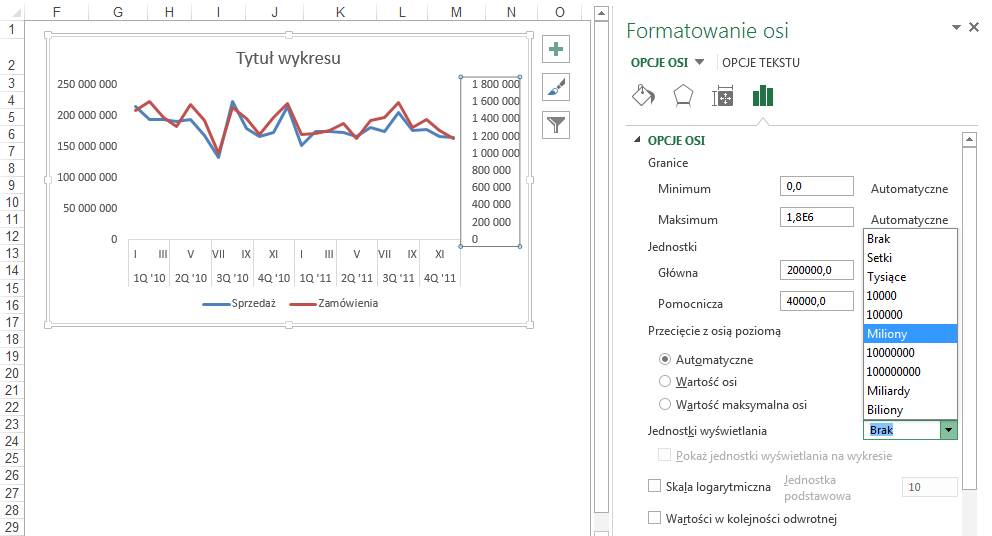 F G H I J K L M N O
1
2
3
4
5
6
7
8
9
10
11
12
13
14
15
16
17
18
19
20
21
22
23
24
25
26
27
28
29
Tytuł wykresu
250 000 000
200 000 000
150 000 000
100 000 000
50 000 000
0
1 800 000
1 600 000
1 400 000
1 200 000
1 000 000
800 000
600 000
400 000
200 000
0
I III V VII IX XI I III V VII IX XI
1Q '10 2Q '10 3Q '10 4Q '10 1Q '11 2Q '11 3Q '11 4Q '11
Sprzedaż Zamówienia
Formatowanie osi
OPCJE OSI OPCJE TEKSTU
OPCJE OSI
Granice
Minimum 0,0 Automatyczne
Maksimum 1,8E6 Automatyczne
Jednostki
Główna 200000,0
Pomocnicza 40000,0
Przecięcie z osią poziomą
Automatyczne
Wartość osi
Wartość maksymalna osi
Brak
Setki
Tysiące
10000
100000
Miliony
10000000
100000000
Miliardy
Biliony
Jednostki wyświetlania Brak
Pokaż jednostki wyświetlania na wykresie
Skala logarytmiczna Jednostka podstawowa 10
Wartości w kolejności odwrotnej